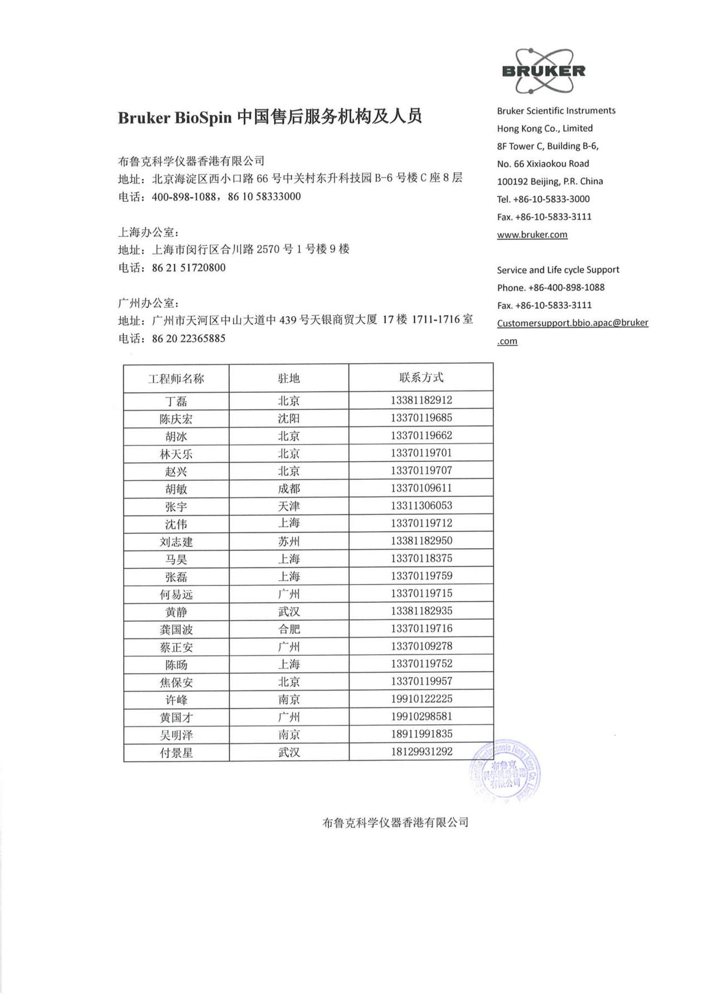 BRUKER
Bruker BioSpin 中国售后服务机构及人员
布鲁克科学仪器香港有限公司
地址：北京海淀区西小口路 66 号中关村东升科技园 B-6 号楼 C 座 8 层
电话：400-898-1088，86 10 58333000
上海办公室：
地址：上海市闵行区合川路 2570 号 1 号楼 9 楼
电话：86 21 51720800
广州办公室：
地址：广州市天河区中山大道中 439 号天银商贸大厦 17 楼 1711-1716 室
电话：86 20 22365885
Bruker Scientific Instruments
Hong Kong Co., Limited
8F Tower C, Building B-6,
No. 66 Xixiaokou Road
100192 Beijing, P.R. China
Tel. +86-10-5833-3000
Fax. +86-10-5833-3111
www.bruker.com
Service and Life cycle Support
Phone. +86-400-898-1088
Fax. +86-10-5833-3111
Customersupport.bbio.apac@bruker
.com
工程师名称 驻地 联系方式
丁磊 北京 13381182912
陈庆宏 沈阳 13370119685
胡冰 北京 13370119662
林天乐 北京 13370119701
赵兴 北京 13370119707
胡敏 成都 13370109611
张宇 天津 13311306053
沈伟 上海 13370119712
刘志建 苏州 13381182950
马昊 上海 13370118375
张磊 上海 13370119759
何易远 广州 13370119715
黄静 武汉 13381182935
龚国波 合肥 13370119716
蔡正安 广州 13370109278
陈旸 上海 13370119752
焦保安 北京 13370119957
许峰 南京 19910122225
黄国才 广州 19910298581
吴明泽 南京 18911991835
付景星 武汉 18129931292
Scientific Instruments Hong Kong Co. Limited
布鲁克
科学仪器香港
有限公司
布鲁克科学仪器香港有限公司